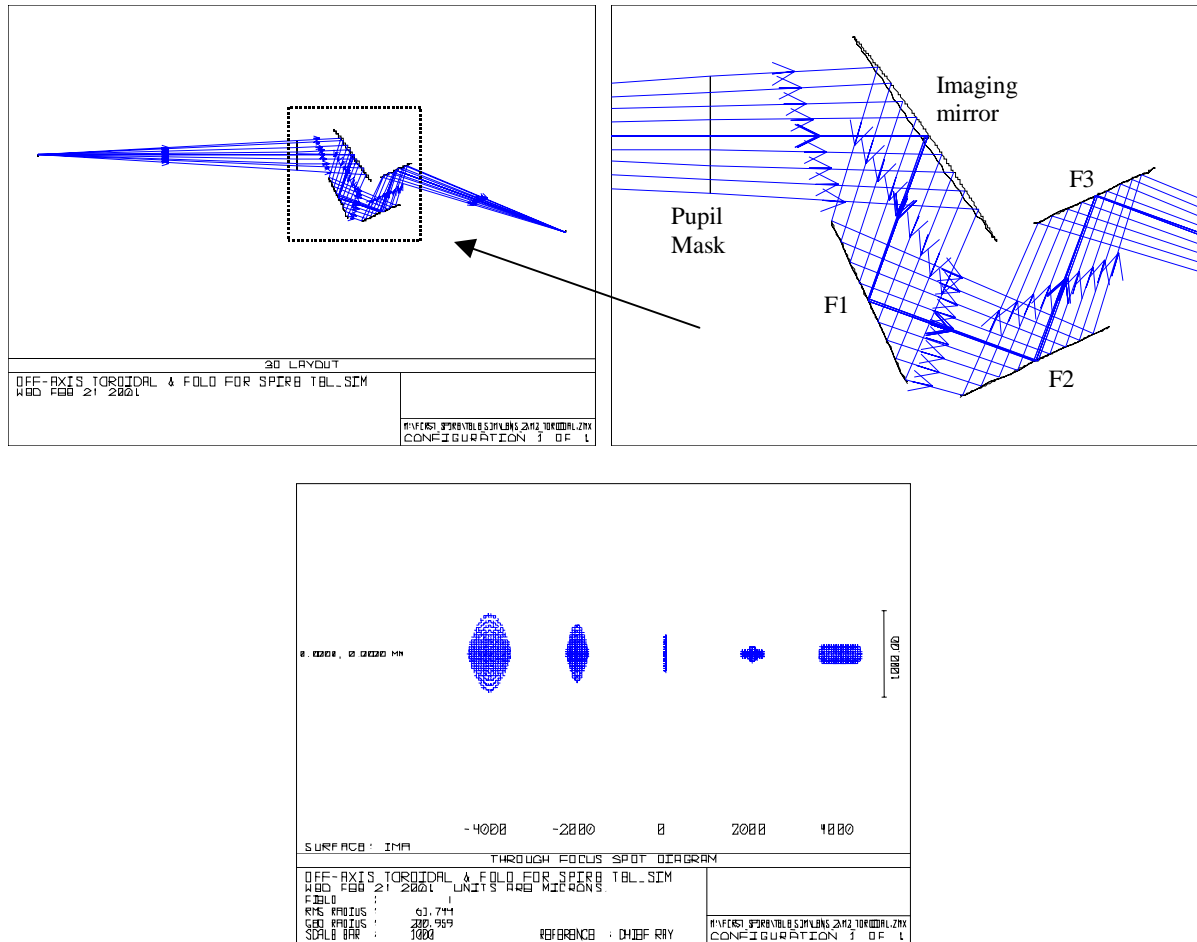 Imaging
mirror
F3
Pupil
Mask
F1
F2
3D LAYOUT
OFF-AXIS TOROIDAL & FOLD FOR SPIRE TBL_SIM
WED FEB 21 2001
CONFIGURATION 1 OF 1
0.0000, 0.0000 MM
1000.00
-4000
-2000
0
2000
4000
SURFACE: IMA
THROUGH FOCUS SPOT DIAGRAM
OFF-AXIS TOROIDAL & FOLD FOR SPIRE TBL_SIM
WED FEB 21 2001 UNITS ARE MICRONS.
FIELD : 1
RMS RADIUS : 63.744
GEO RADIUS : 200.959
SCALE BAR : 1000 REFERENCE : CHIEF RAY
CONFIGURATION 1 OF 1